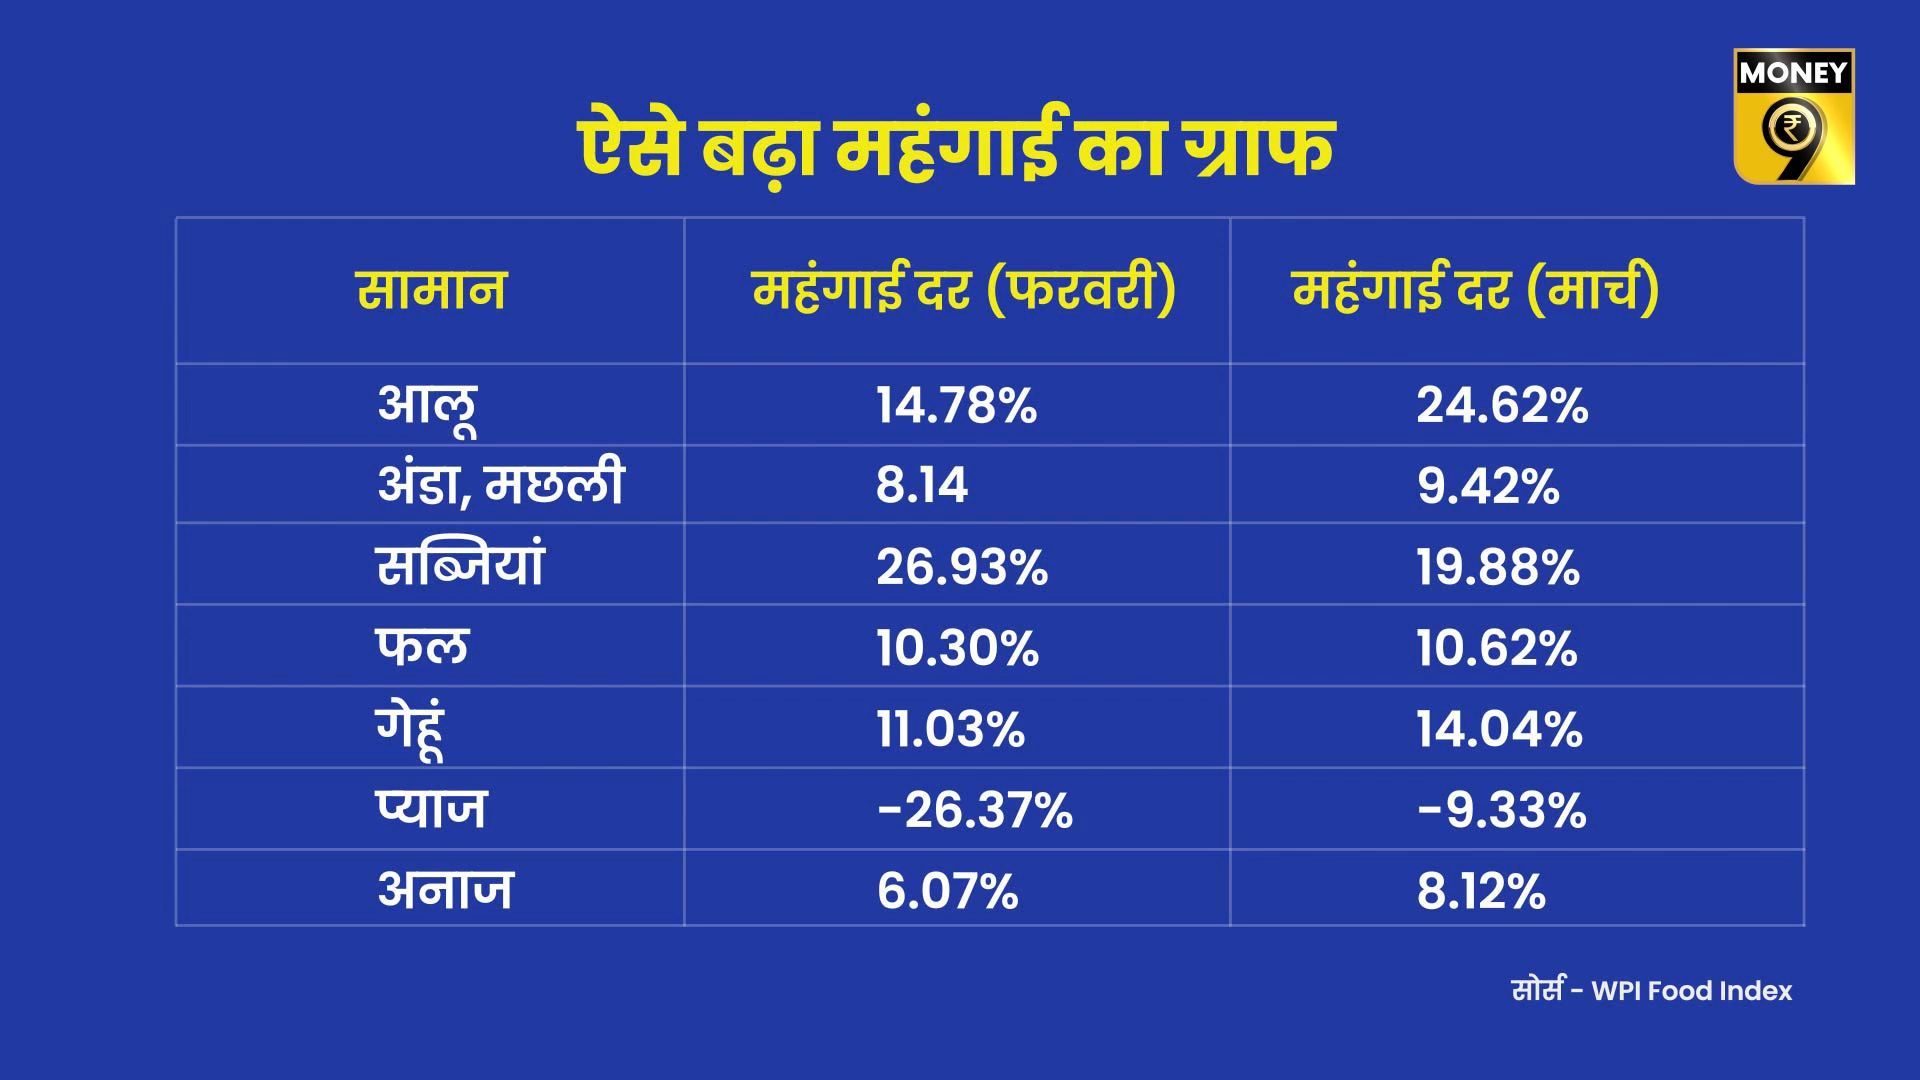 MONEY
9
ऐसे बढ़ा महंगाई का ग्राफ
सामान महंगाई दर (फरवरी) महंगाई दर (मार्च)
आलू 14.78% 24.62%
अंडा, मछली 8.14 9.42%
सब्जियां 26.93% 19.88%
फल 10.30% 10.62%
गेहूं 11.03% 14.04%
प्याज -26.37% -9.33%
अनाज 6.07% 8.12%
सोर्स - WPI Food Index